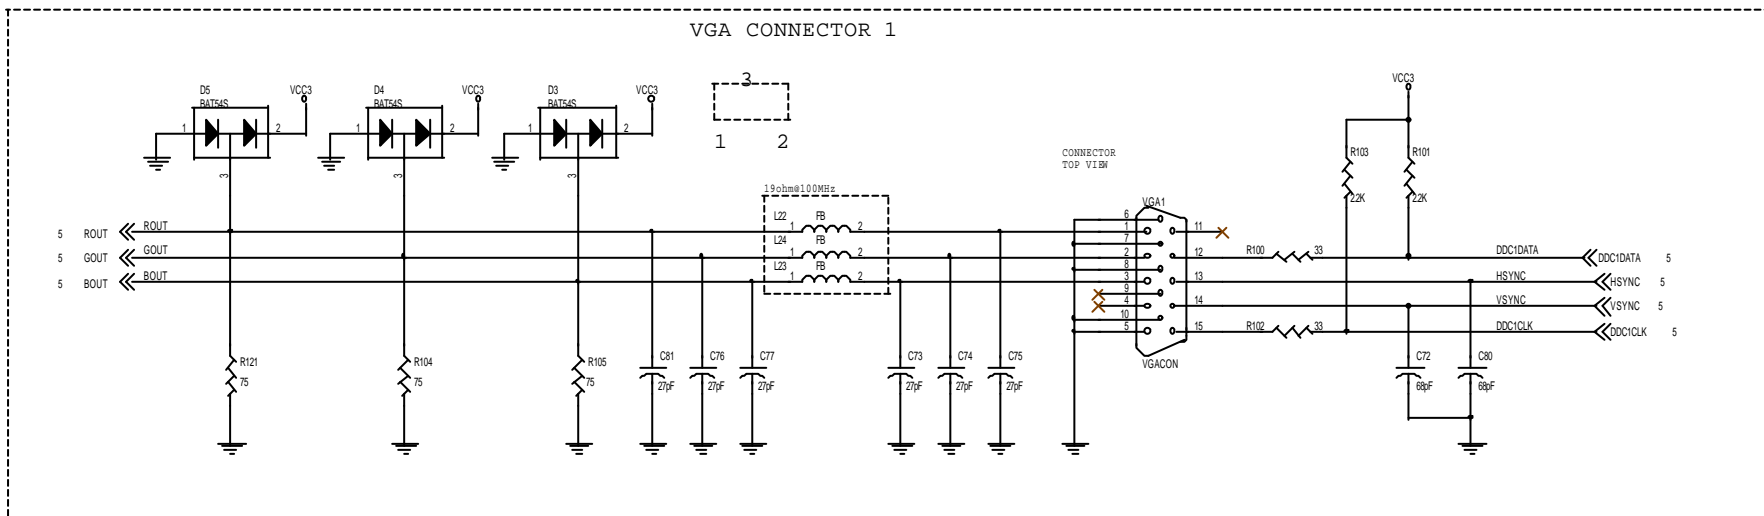 VGA CONNECTOR 1
D5
BAT54S
VCC3
1
2
3
D4
BAT54S
VCC3
1
2
3
D3
BAT54S
VCC3
1
2
3
3
1 2
CONNECTOR
TOP VIEW
VCC3
R103
2.2K
R101
2.2K
19ohm@100MHz
5 ROUT ROUT
5 GOUT GOUT
5 BOUT BOUT
L22 FB
1 2
L24 FB
1 2
L23 FB
1 2
VGA1
6
1
7
2
8
3
9
4
10
5
11
12
13
14
15
VGACON
R100 33 DDC1DATA DDC1DATA 5
HSYNC HSYNC 5
VSYNC VSYNC 5
R102 33 DDC1CLK DDC1CLK 5
R121
75
R104
75
R105
75
C81
27pF
C76
27pF
C77
27pF
C73
27pF
C74
27pF
C75
27pF
C72
68pF
C80
68pF